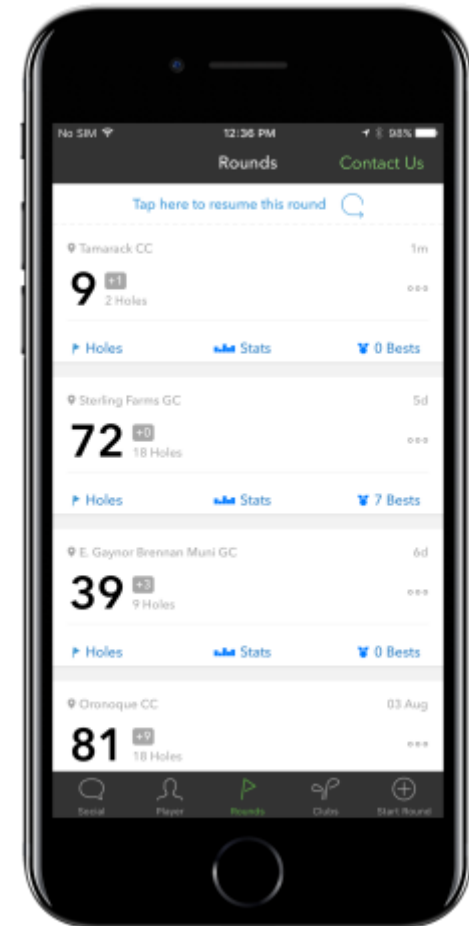 No SIM 12:36 PM 98%
Rounds Contact Us
Tap here to resume this round
Tamarack CC 1m
9 +1
2 Holes
Holes Stats 0 Bests
Sterling Farms GC 5d
72 +0
18 Holes
Holes Stats 7 Bests
E. Gaynor Brennan Muni GC 6d
39 +3
9 Holes
Holes Stats 0 Bests
Oronoque CC 03 Aug
81 +9
18 Holes
Social Player Rounds Clubs Start Round